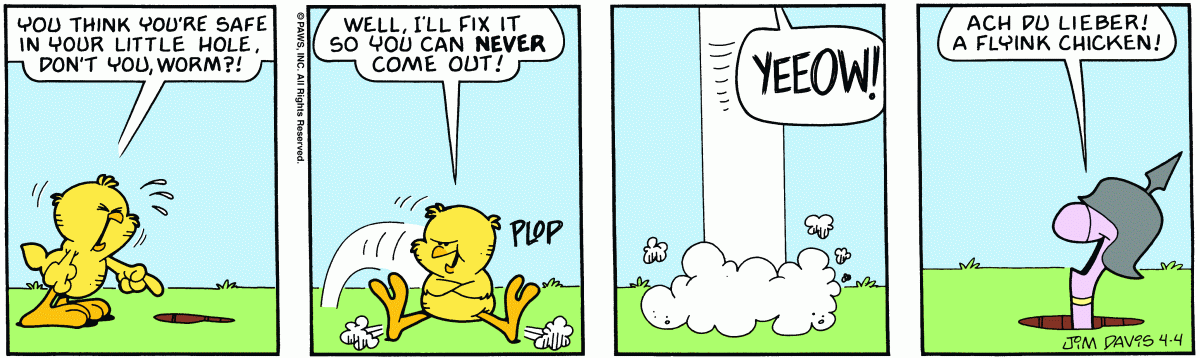 YOU THINK YOU'RE SAFE
IN YOUR LITTLE HOLE,
DON'T YOU, WORM?!
© PAWS, INC. All Rights Reserved.
WELL, I'LL FIX IT
SO YOU CAN NEVER
COME OUT!
PLOP
YEEOW!
ACH DU LIEBER!
A FLYINK CHICKEN!
JIM DAVIS 4-4